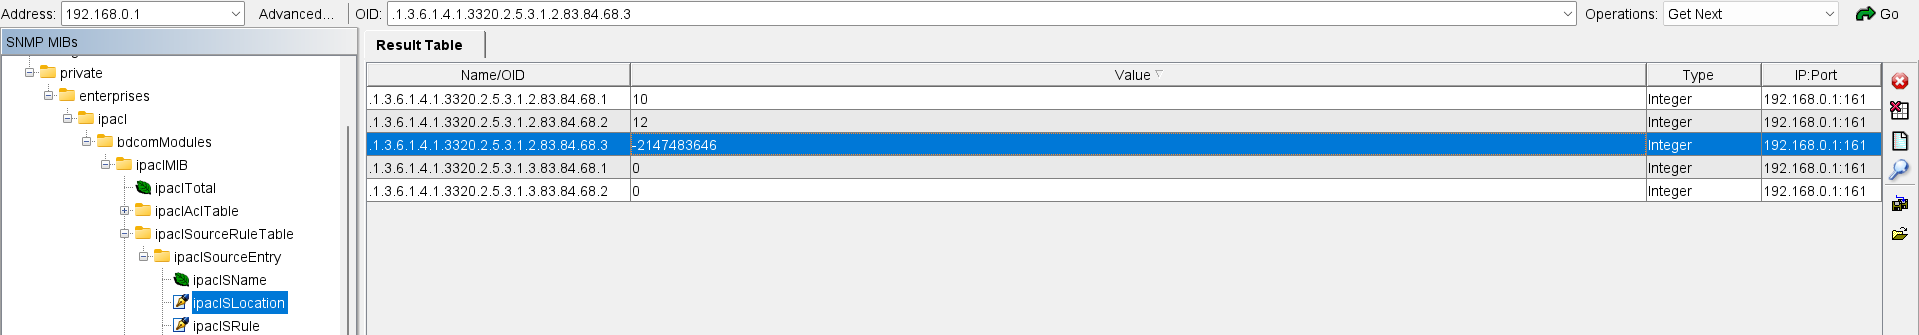 Address: 192.168.0.1 Advanced... OID: .1.3.6.1.4.1.3320.2.5.3.1.2.83.84.68.3 Operations: Get Next Go
SNMP MIBs
private
enterprises
ipacl
bdcomModules
ipaclMIB
ipaclTotal
ipaclAclTable
ipaclSourceRuleTable
ipaclSourceEntry
ipaclSName
ipaclSLocation
ipaclSRule
Result Table
Name/OID Value Type IP:Port
.1.3.6.1.4.1.3320.2.5.3.1.2.83.84.68.1 10 Integer 192.168.0.1:161
.1.3.6.1.4.1.3320.2.5.3.1.2.83.84.68.2 12 Integer 192.168.0.1:161
.1.3.6.1.4.1.3320.2.5.3.1.2.83.84.68.3 -2147483646 Integer 192.168.0.1:161
.1.3.6.1.4.1.3320.2.5.3.1.3.83.84.68.1 0 Integer 192.168.0.1:161
.1.3.6.1.4.1.3320.2.5.3.1.3.83.84.68.2 0 Integer 192.168.0.1:161